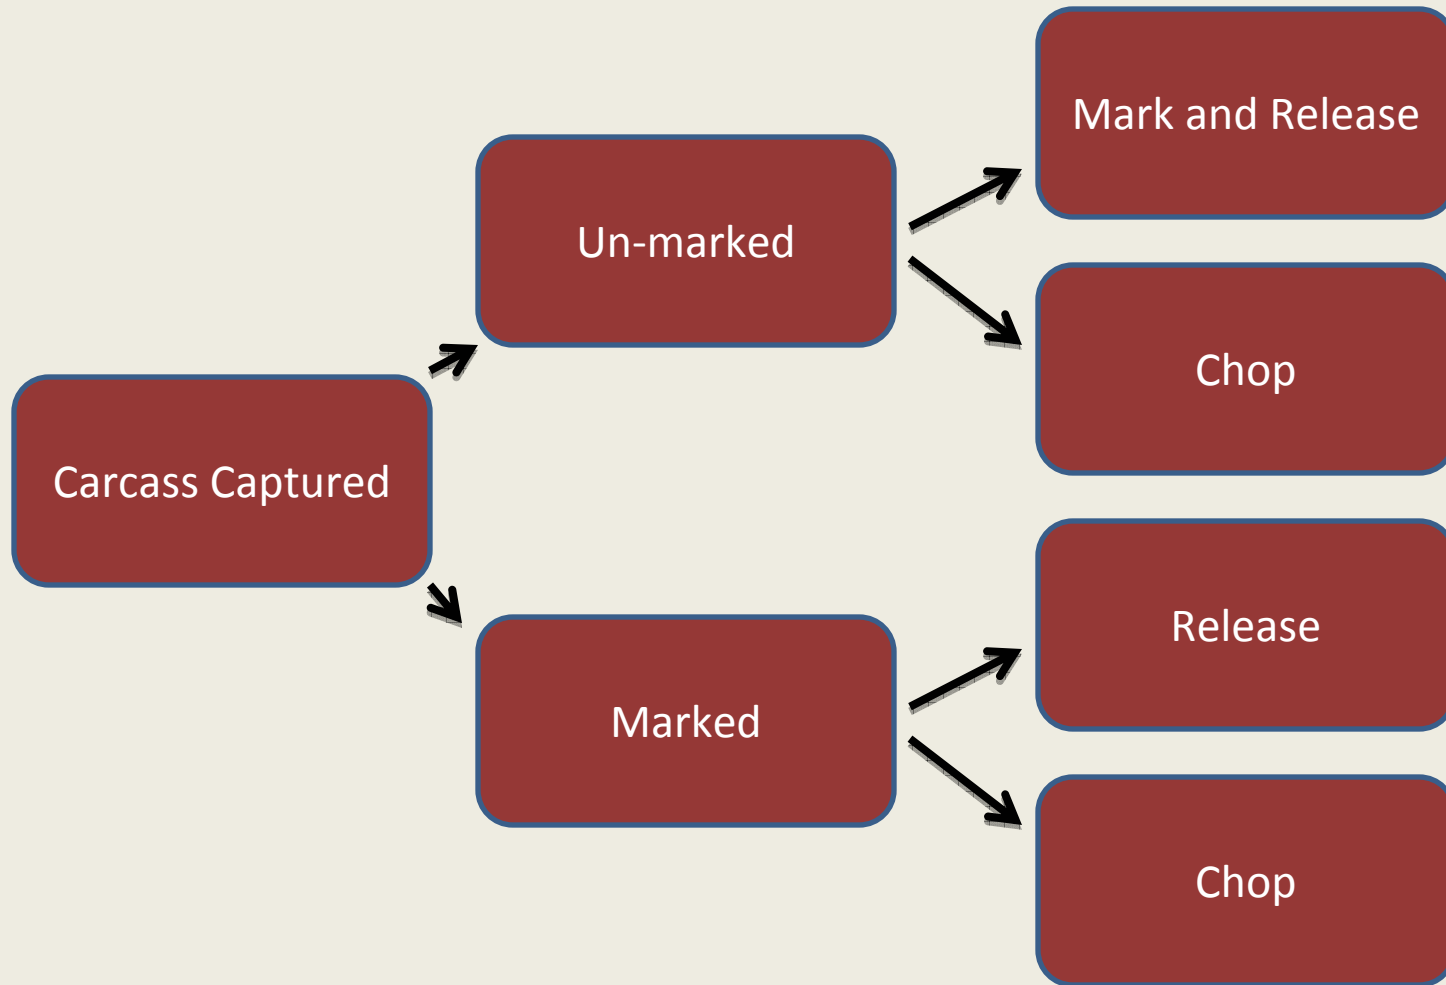 Carcass Captured
Un-marked
Mark and Release
Chop
Marked
Release
Chop